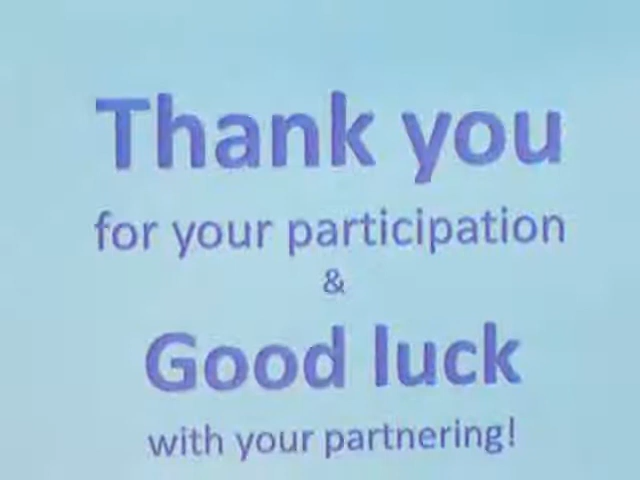 Thank you
for your participation
&
Good luck
with your partnering!